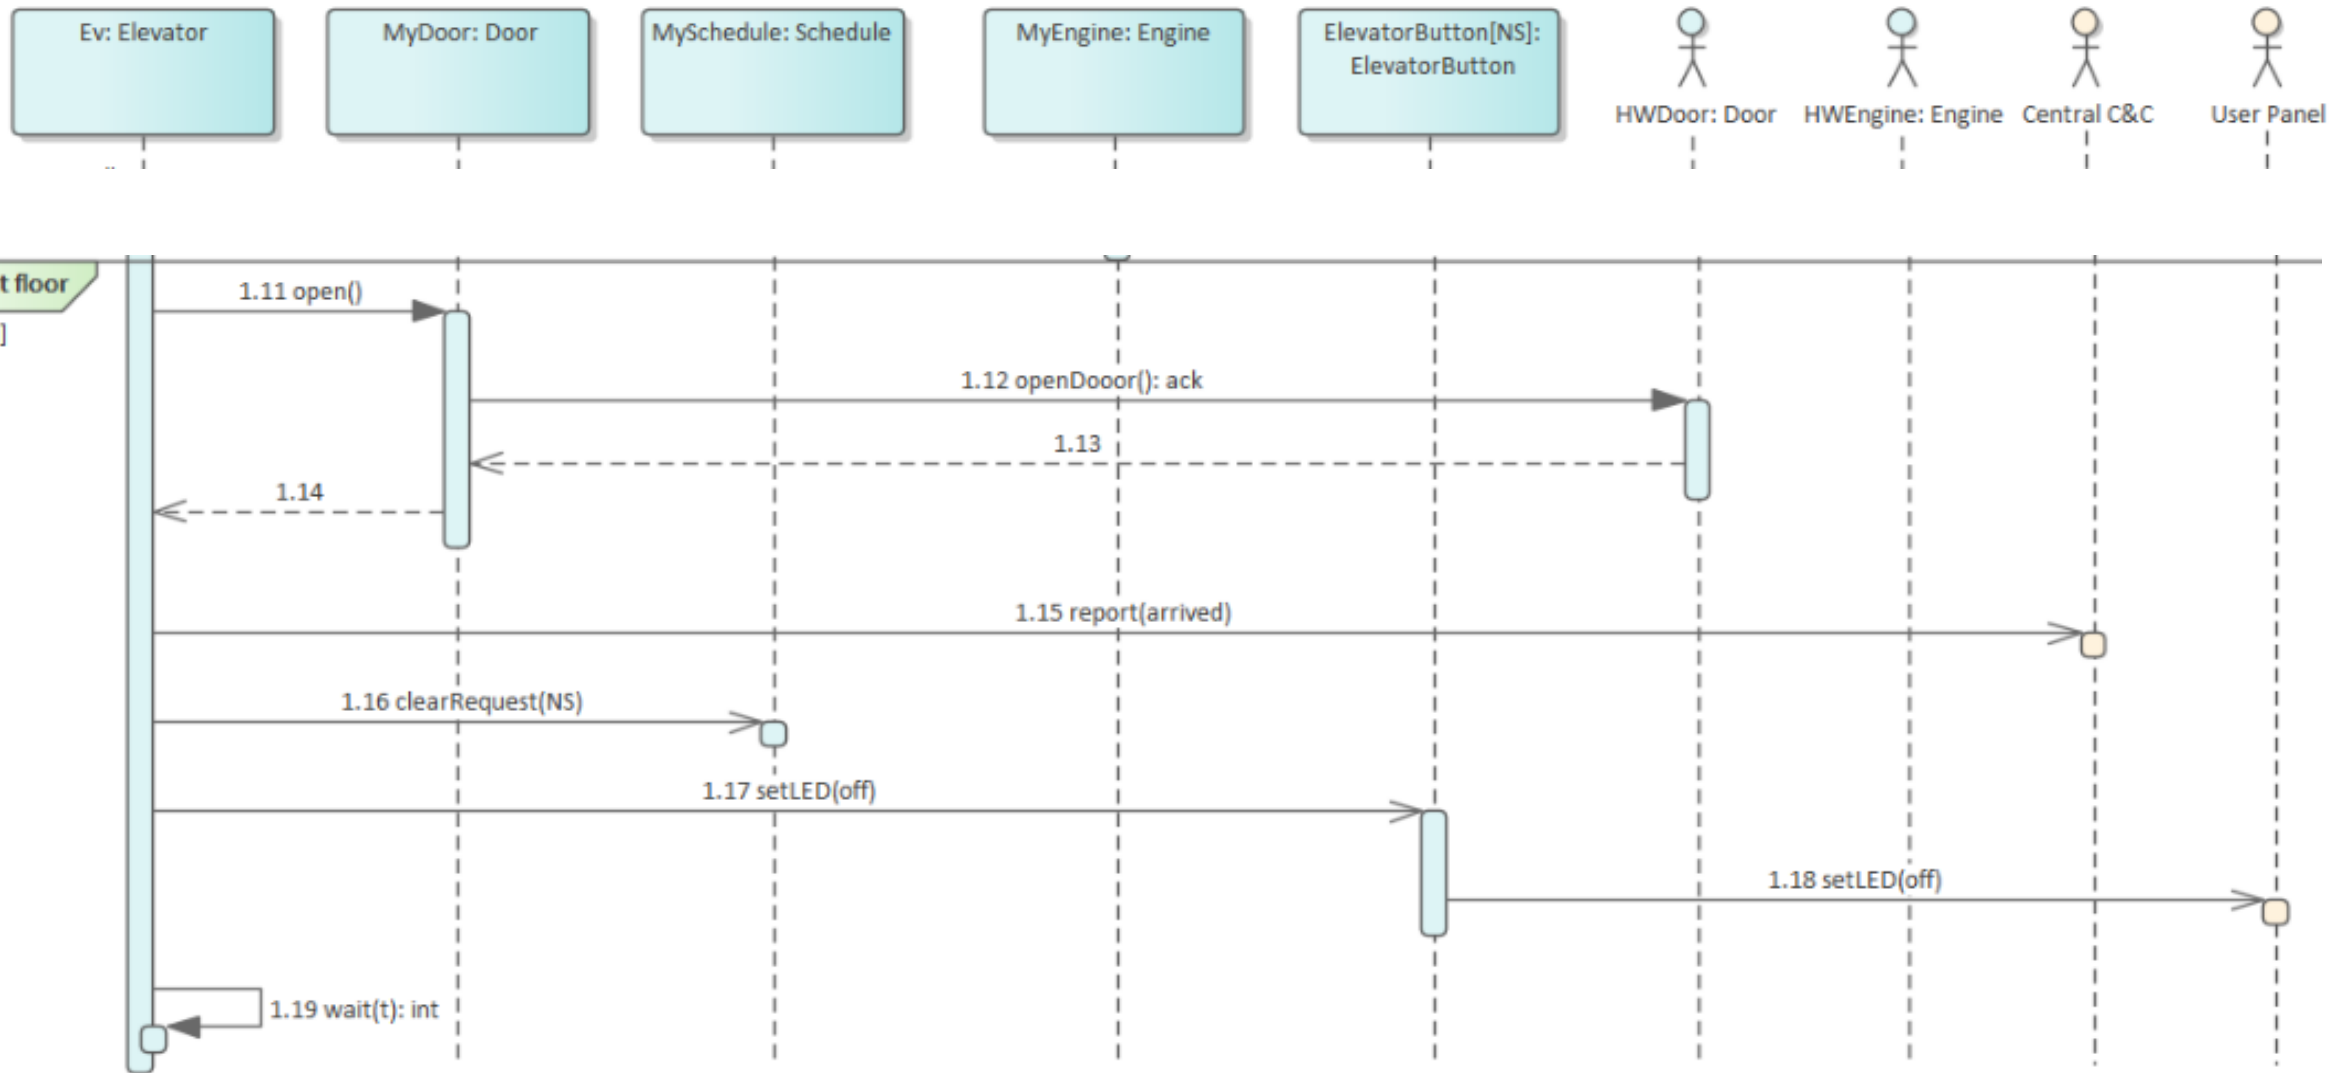 Ev: Elevator
MyDoor: Door
MySchedule: Schedule
MyEngine: Engine
ElevatorButton[NS]:
ElevatorButton
HWDoor: Door
HWEngine: Engine
Central C&C
User Panel
t floor
]
1.11 open()
1.12 openDooor(): ack
1.13
1.14
1.15 report(arrived)
1.16 clearRequest(NS)
1.17 setLED(off)
1.18 setLED(off)
1.19 wait(t): int